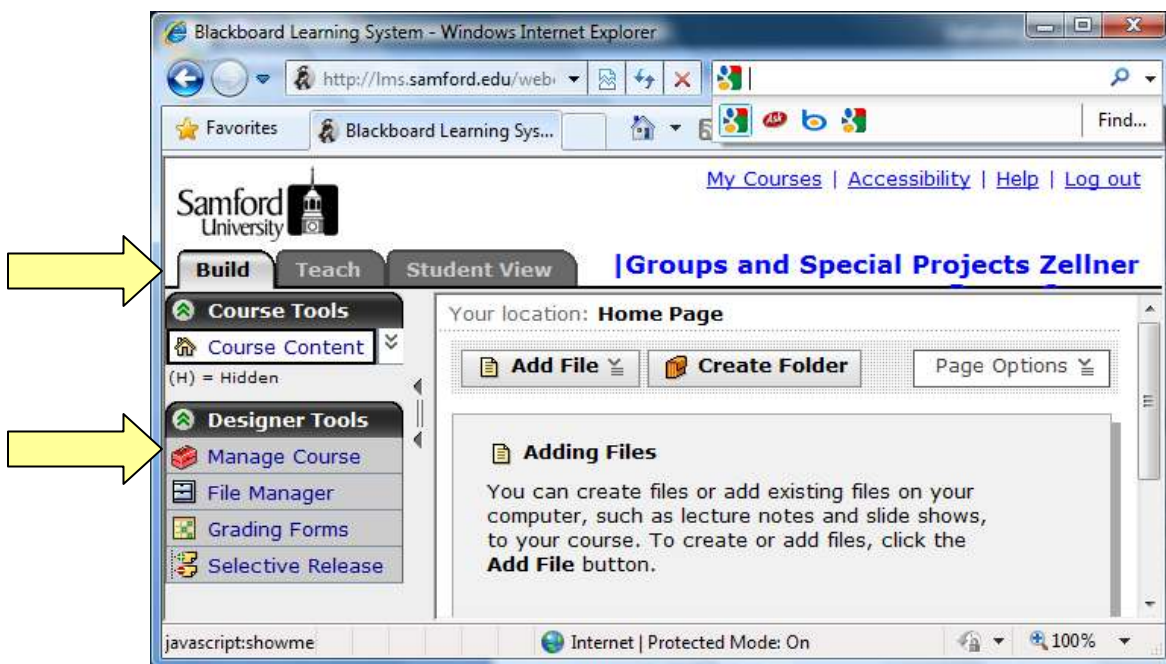 Blackboard Learning System - Windows Internet Explorer
http://lms.samford.edu/web
Favorites
Blackboard Learning Sys...
Find...
My Courses | Accessibility | Help | Log out
Samford
University
Build
Teach
Student View
|Groups and Special Projects Zellner
Course Tools
Your location: Home Page
Course Content
(H) = Hidden
Add File
Create Folder
Page Options
Designer Tools
Manage Course
File Manager
Grading Forms
Selective Release
Adding Files
You can create files or add existing files on your
computer, such as lecture notes and slide shows,
to your course. To create or add files, click the
Add File button.
javascript:showme
Internet | Protected Mode: On
100%